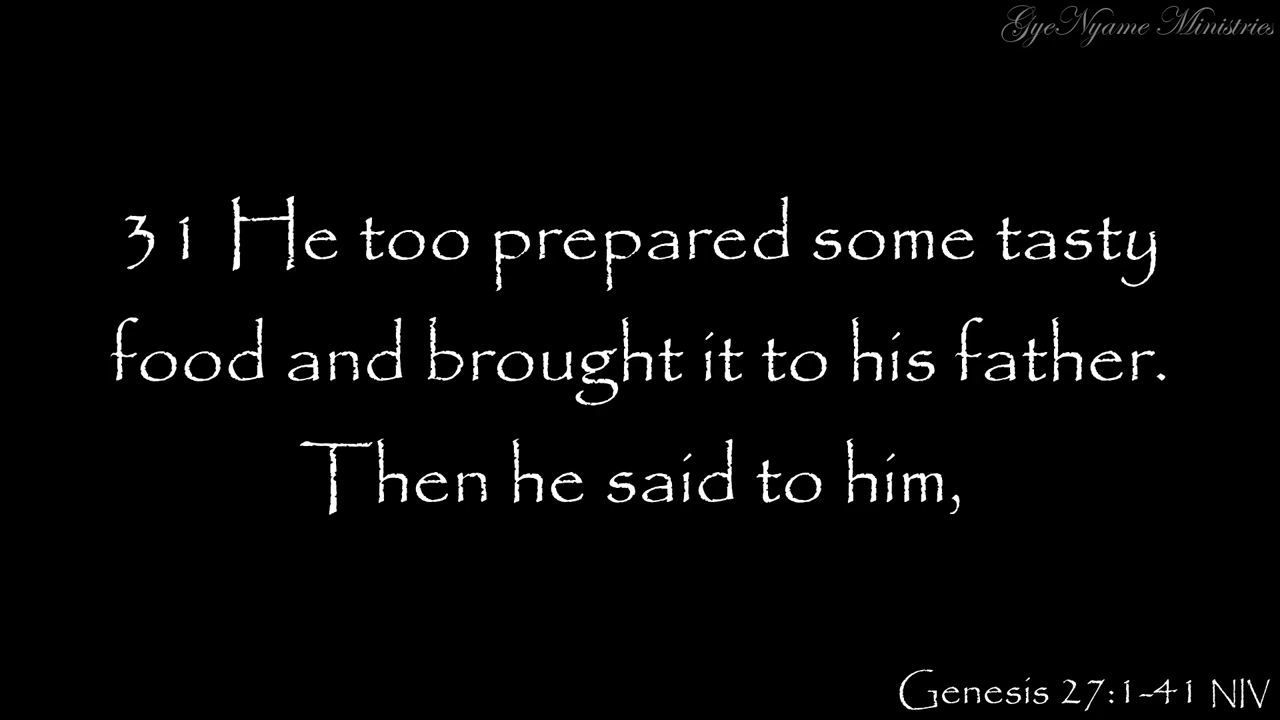 GyeNyame Ministries
31 He too prepared some tasty
food and brought it to his father.
Then he said to him,
Genesis 27:1-41 NIV